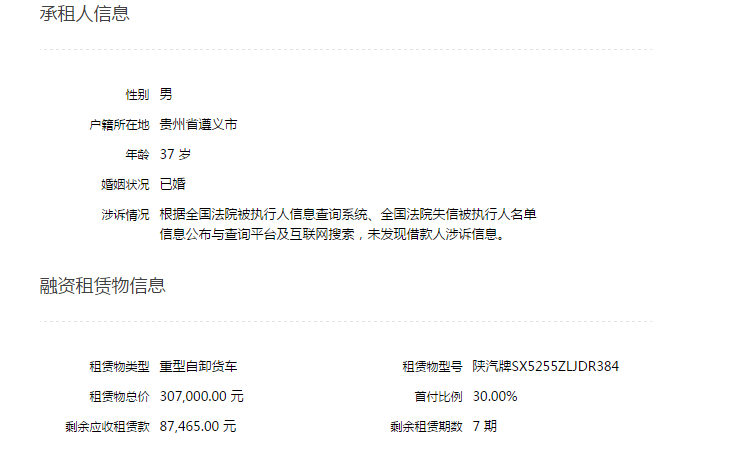 承租人信息
性别 男
户籍所在地 贵州省遵义市
年龄 37 岁
婚姻状况 已婚
涉诉情况 根据全国法院被执行人信息查询系统、全国法院失信被执行人名单
信息公布与查询平台及互联网搜索，未发现借款人涉诉信息。
融资租赁物信息
租赁物类型 重型自卸货车 租赁物型号 陕汽牌SX5255ZLJDR384
租赁物总价 307,000.00 元 首付比例 30.00%
剩余应收租赁款 87,465.00 元 剩余租赁期数 7 期